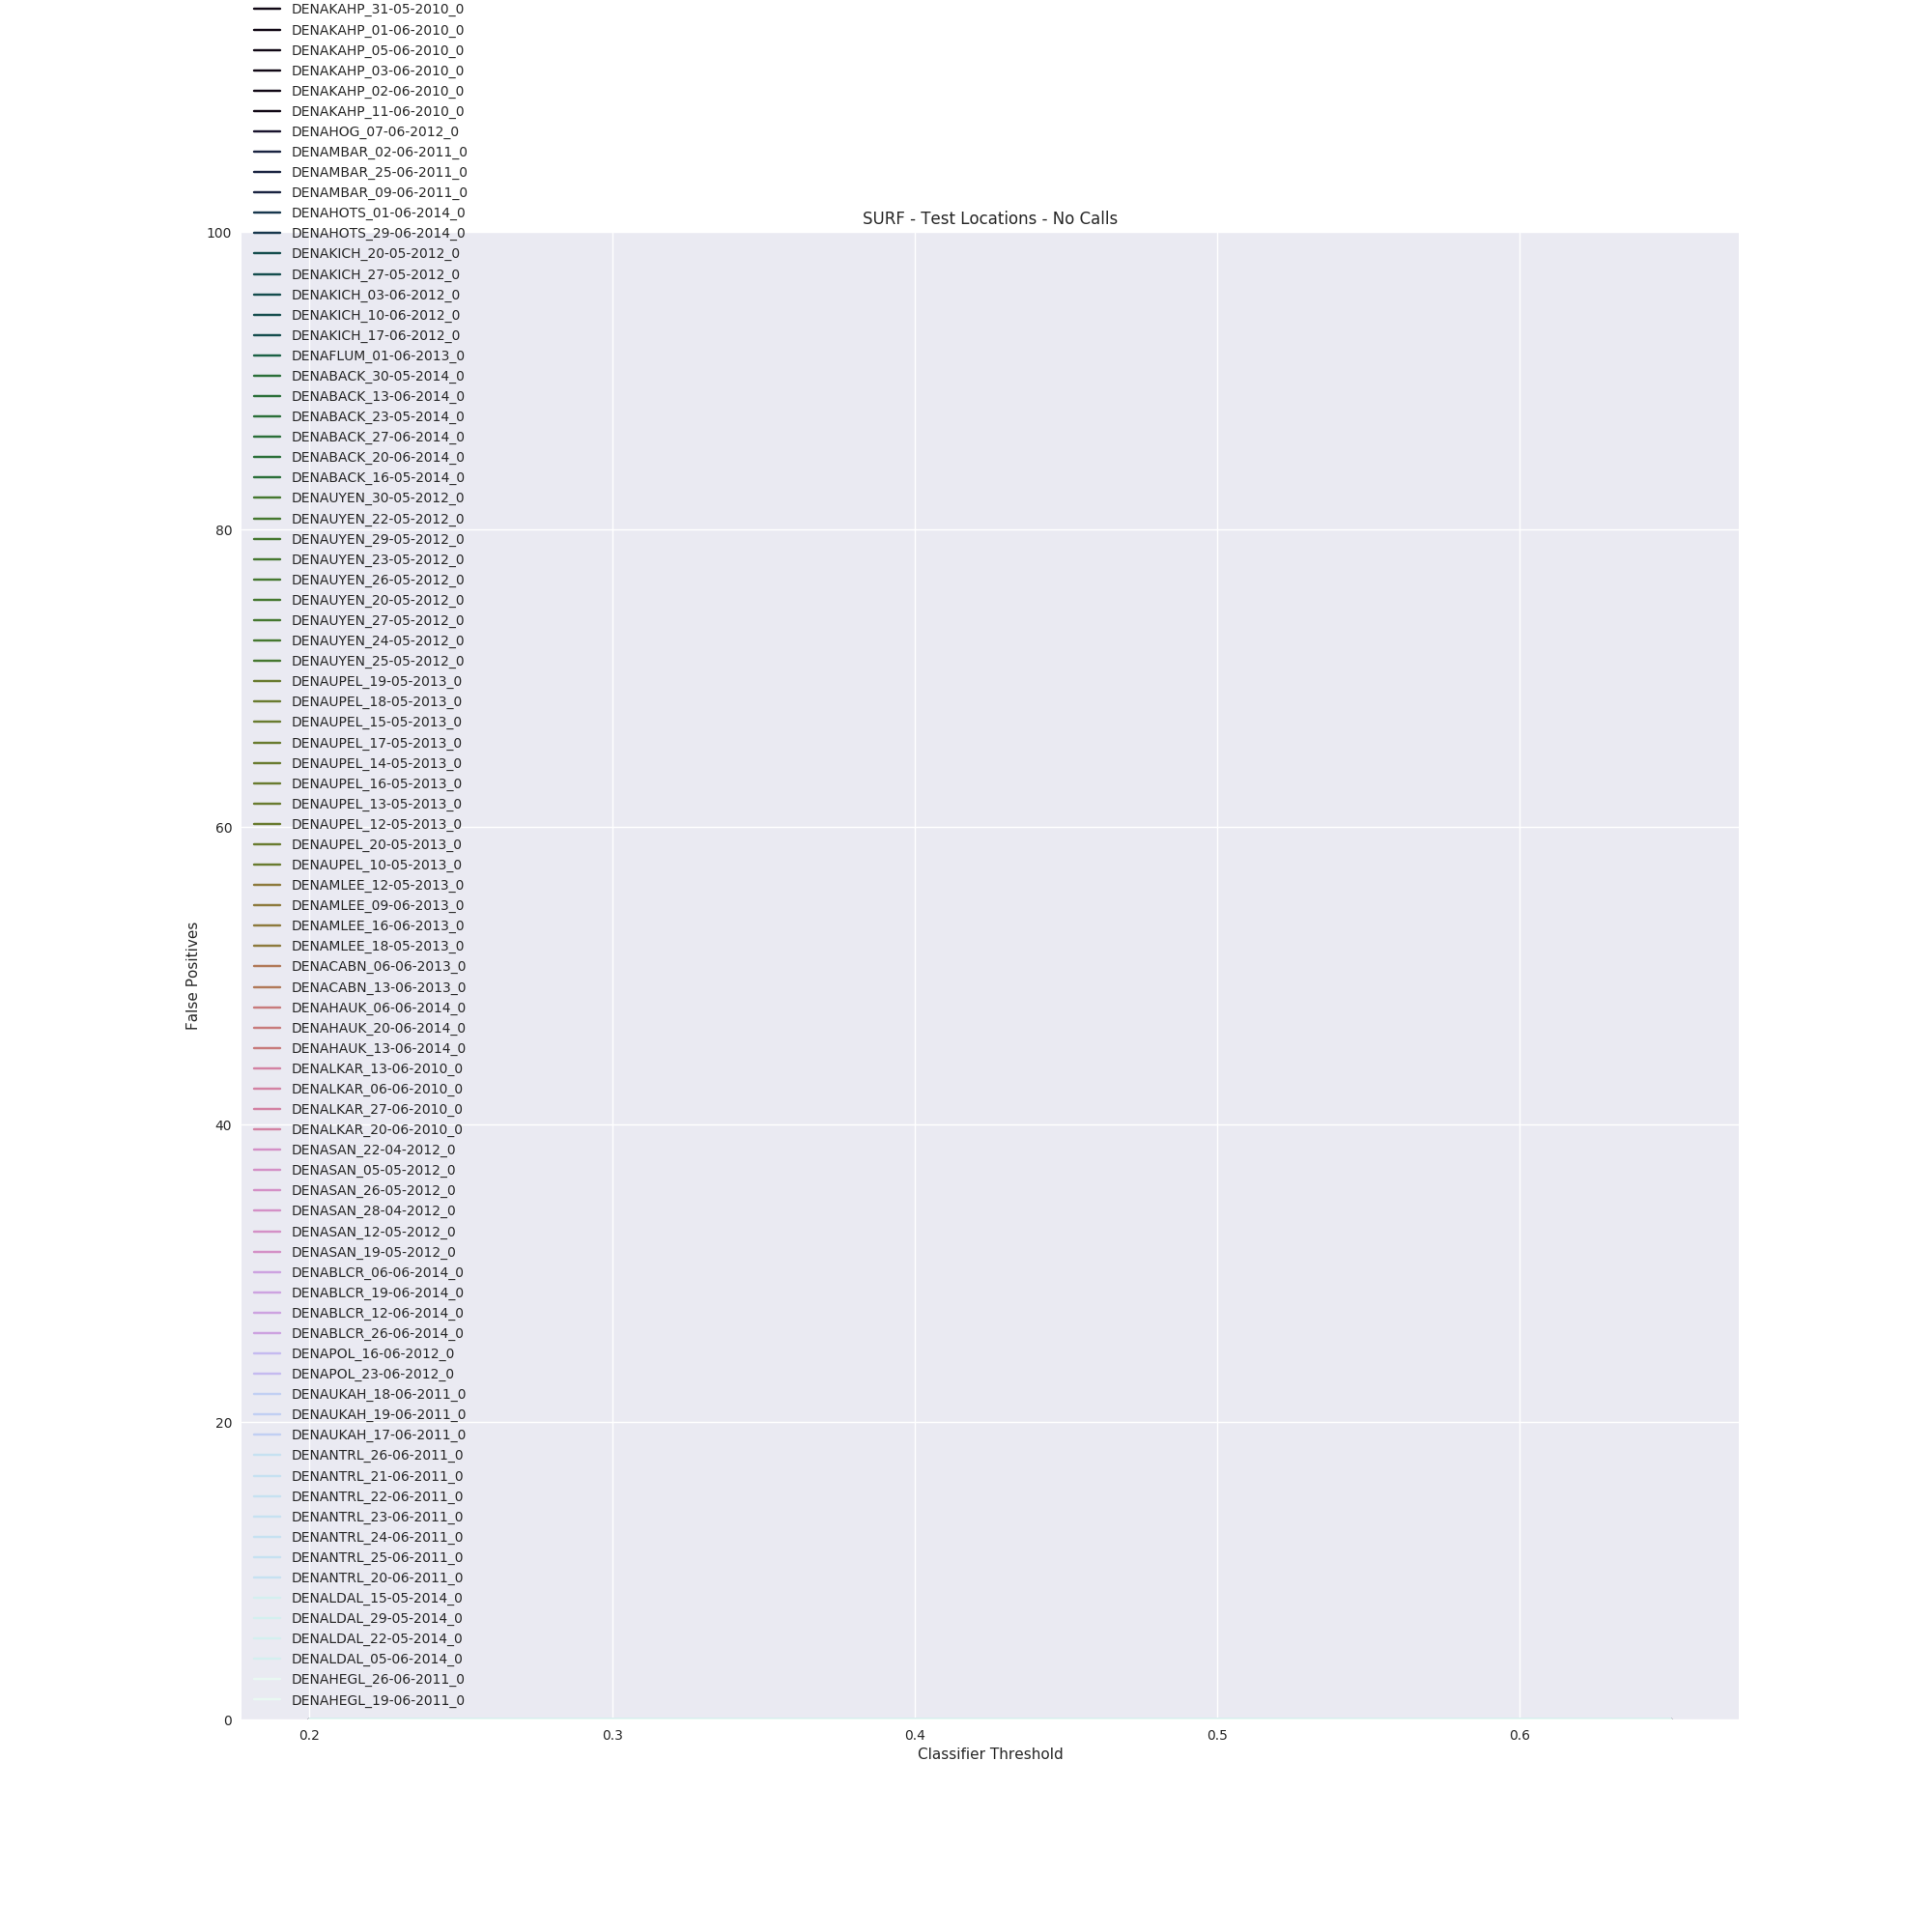 DENAKAHP_31-05-2010_0
DENAKAHP_01-06-2010_0
DENAKAHP_05-06-2010_0
DENAKAHP_03-06-2010_0
DENAKAHP_02-06-2010_0
DENAKAHP_11-06-2010_0
DENAHOG_07-06-2012_0
DENAMBAR_02-06-2011_0
DENAMBAR_25-06-2011_0
DENAMBAR_09-06-2011_0
DENAHOTS_01-06-2014_0
SURF - Test Locations - No Calls
100
DENAHOTS_29-06-2014_0
DENAKICH_20-05-2012_0
DENAKICH_27-05-2012_0
DENAKICH_03-06-2012_0
DENAKICH_10-06-2012_0
DENAKICH_17-06-2012_0
DENAFLUM_01-06-2013_0
DENABACK_30-05-2014_0
DENABACK_13-06-2014_0
DENABACK_23-05-2014_0
DENABACK_27-06-2014_0
DENABACK_20-06-2014_0
DENABACK_16-05-2014_0
DENAUYEN_30-05-2012_0
DENAUYEN_22-05-2012_0
80
DENAUYEN_29-05-2012_0
DENAUYEN_23-05-2012_0
DENAUYEN_26-05-2012_0
DENAUYEN_20-05-2012_0
DENAUYEN_27-05-2012_0
DENAUYEN_24-05-2012_0
DENAUYEN_25-05-2012_0
DENAUPEL_19-05-2013_0
DENAUPEL_18-05-2013_0
DENAUPEL_15-05-2013_0
DENAUPEL_17-05-2013_0
DENAUPEL_14-05-2013_0
DENAUPEL_16-05-2013_0
DENAUPEL_13-05-2013_0
DENAUPEL_12-05-2013_0
60
DENAUPEL_20-05-2013_0
DENAUPEL_10-05-2013_0
DENAMLEE_12-05-2013_0
DENAMLEE_09-06-2013_0
DENAMLEE_16-06-2013_0
DENAMLEE_18-05-2013_0
DENACABN_06-06-2013_0
False Positives
DENACABN_13-06-2013_0
DENAHAUK_06-06-2014_0
DENAHAUK_20-06-2014_0
DENAHAUK_13-06-2014_0
DENALKAR_13-06-2010_0
DENALKAR_06-06-2010_0
DENALKAR_27-06-2010_0
40
DENALKAR_20-06-2010_0
DENASAN_22-04-2012_0
DENASAN_05-05-2012_0
DENASAN_26-05-2012_0
DENASAN_28-04-2012_0
DENASAN_12-05-2012_0
DENASAN_19-05-2012_0
DENABLCR_06-06-2014_0
DENABLCR_19-06-2014_0
DENABLCR_12-06-2014_0
DENABLCR_26-06-2014_0
DENAPOL_16-06-2012_0
DENAPOL_23-06-2012_0
DENAUKAH_18-06-2011_0
DENAUKAH_19-06-2011_0
20
DENAUKAH_17-06-2011_0
DENANTRL_26-06-2011_0
DENANTRL_21-06-2011_0
DENANTRL_22-06-2011_0
DENANTRL_23-06-2011_0
DENANTRL_24-06-2011_0
DENANTRL_25-06-2011_0
DENANTRL_20-06-2011_0
DENALDAL_15-05-2014_0
DENALDAL_29-05-2014_0
DENALDAL_22-05-2014_0
DENALDAL_05-06-2014_0
DENAHEGL_26-06-2011_0
DENAHEGL_19-06-2011_0
0
0.2 0.3 0.4 0.5 0.6
Classifier Threshold